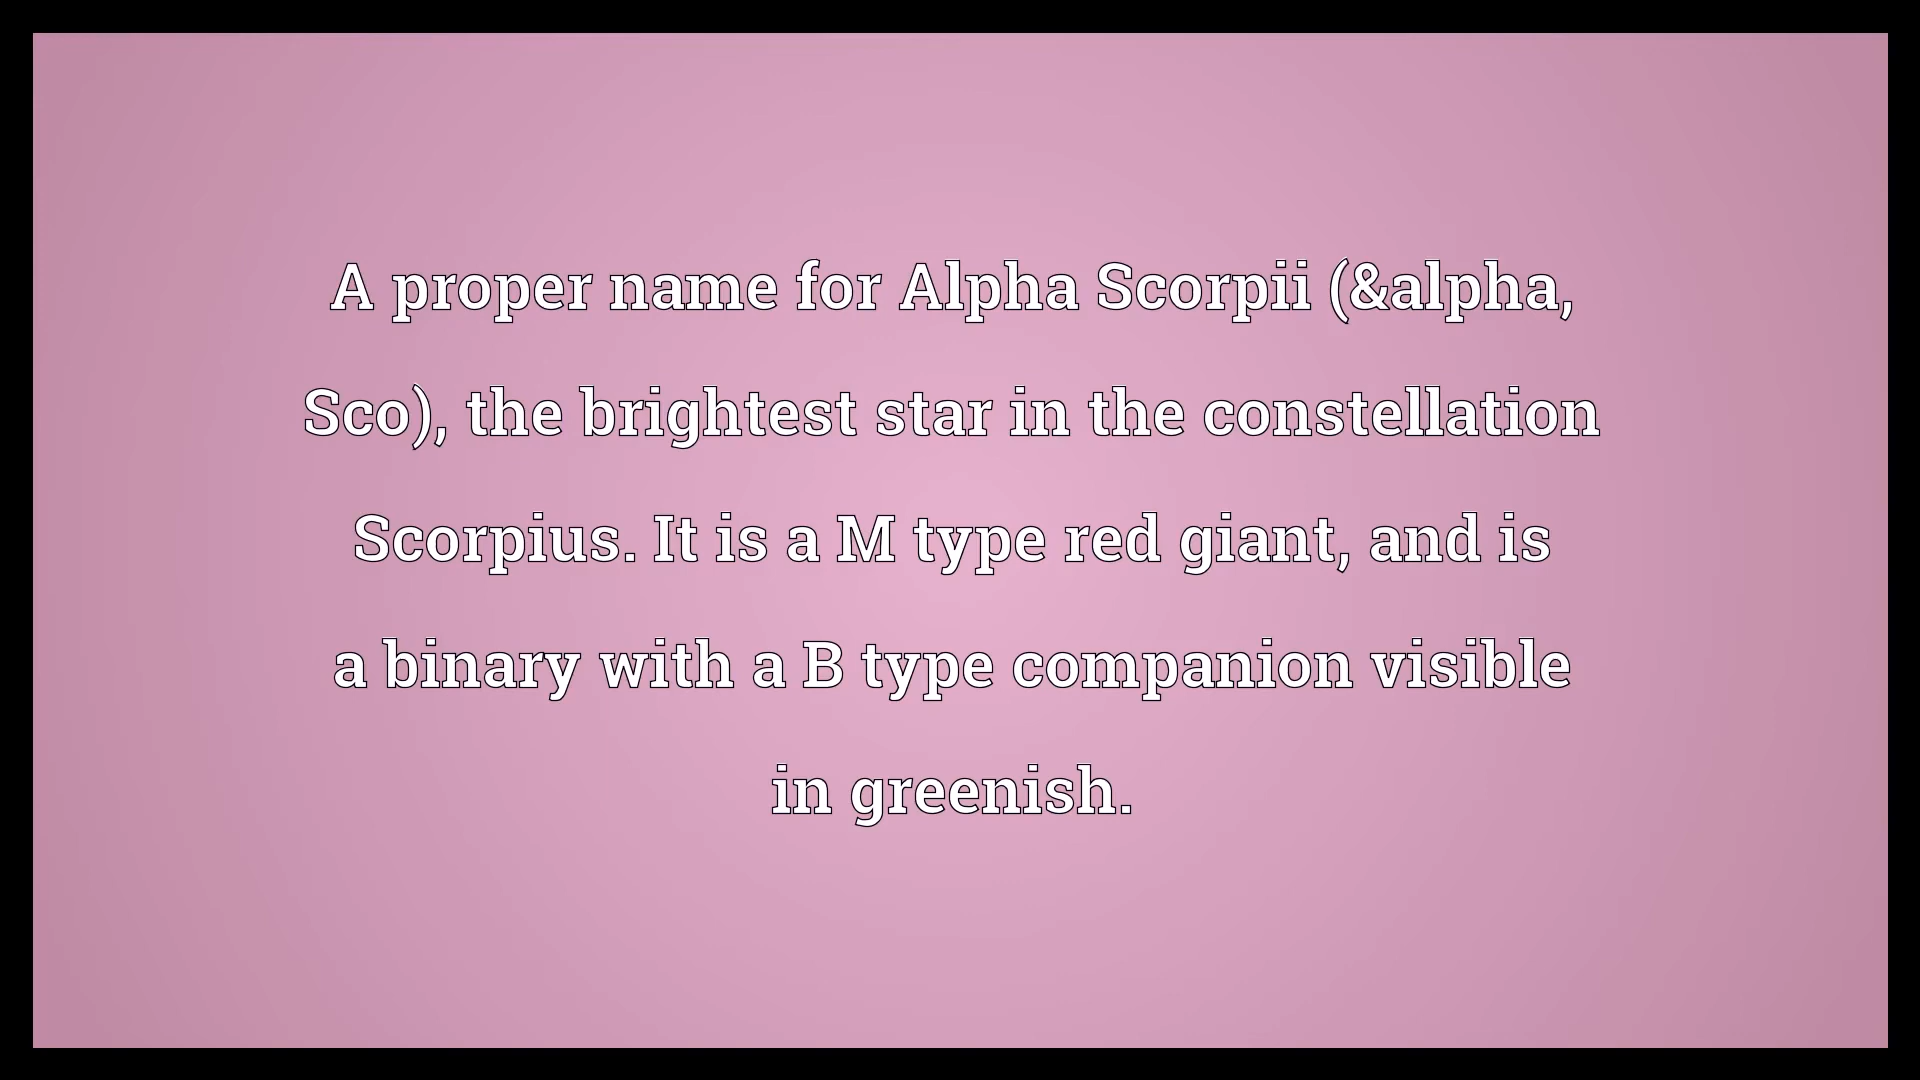 A proper name for Alpha Scorpii (&alpha,
Sco), the brightest star in the constellation
Scorpius. It is a M type red giant, and is
a binary with a B type companion visible
in greenish.